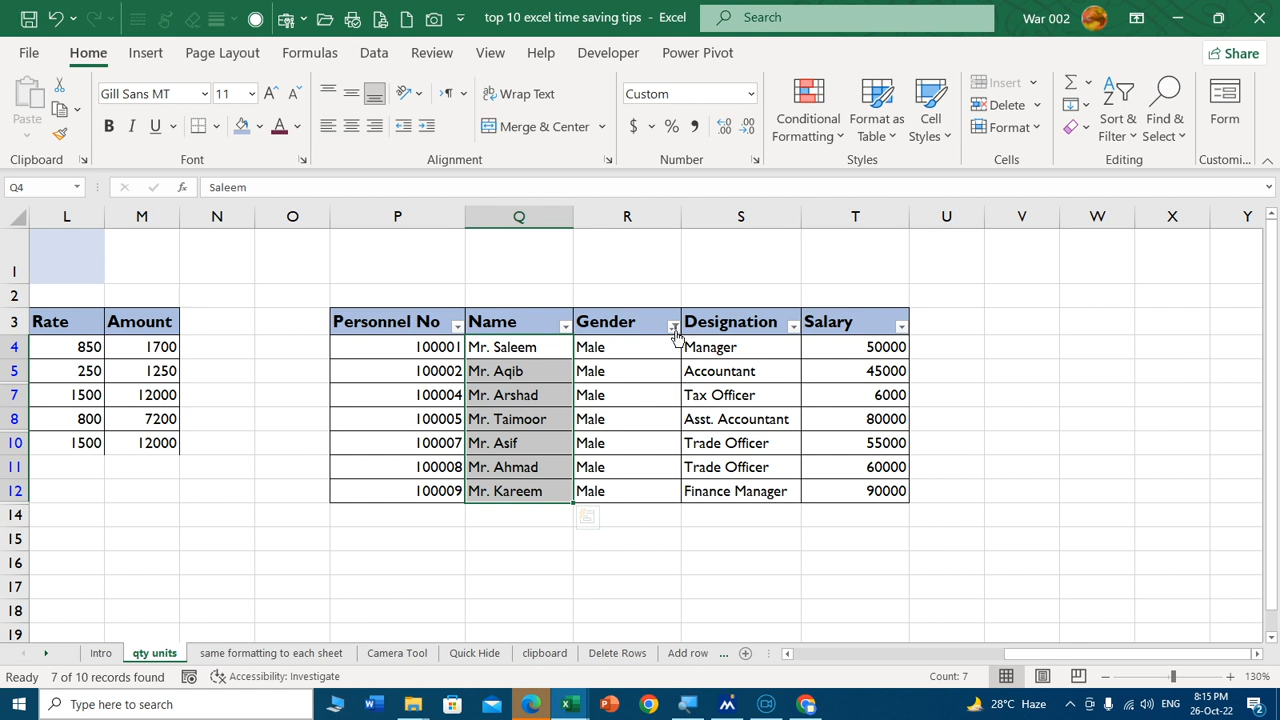 top 10 excel time saving tips - Excel
Search
War 002
File Home Insert Page Layout Formulas Data Review View Help Developer Power Pivot
Share
Paste
Gill Sans MT 11
B I U
Wrap Text
Merge & Center
Custom
$ %
Conditional Formatting
Format as Table
Cell Styles
Insert
Delete
Format
Sort & Filter
Find & Select
Form
Clipboard Font Alignment Number Styles Cells Editing Customi...
Q4 fx Saleem
L M N O P Q R S T U V W X Y
1
2
3 Rate Amount Personnel No Name Gender Designation Salary
4 850 1700 100001 Mr. Saleem Male Manager 50000
5 250 1250 100002 Mr. Aqib Male Accountant 45000
7 1500 12000 100004 Mr. Arshad Male Tax Officer 6000
8 800 7200 100005 Mr. Taimoor Male Asst. Accountant 80000
10 1500 12000 100007 Mr. Asif Male Trade Officer 55000
11 100008 Mr. Ahmad Male Trade Officer 60000
12 100009 Mr. Kareem Male Finance Manager 90000
14
15
16
17
18
19
Intro qty units same formatting to each sheet Camera Tool Quick Hide clipboard Delete Rows Add row ...
Ready 7 of 10 records found Accessibility: Investigate Count: 7 130%
Type here to search 28°C Haze ENG 8:15 PM
26-Oct-22